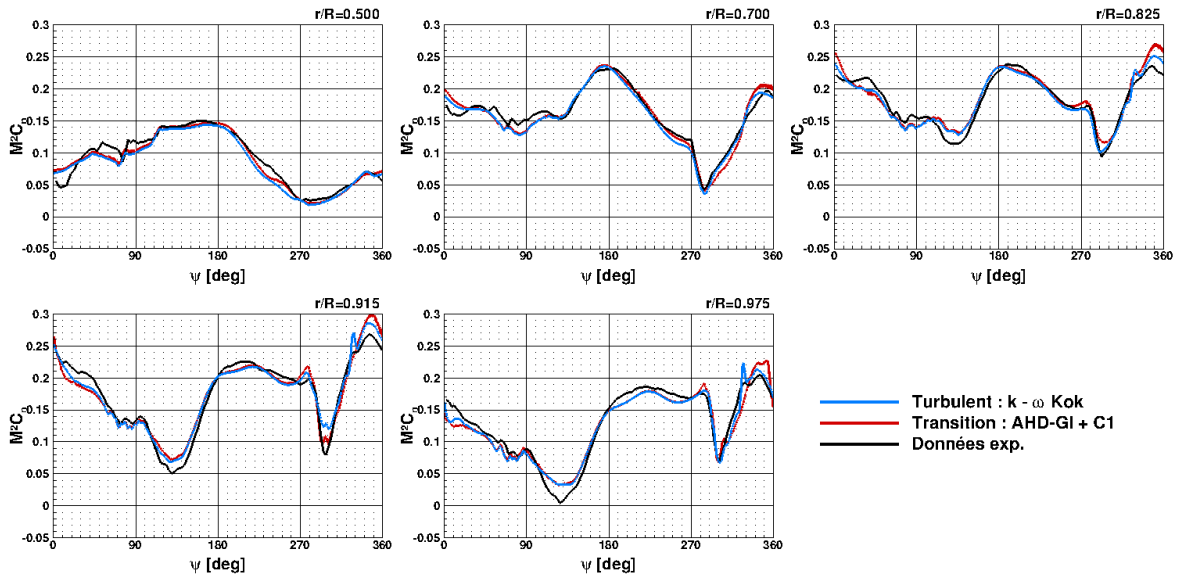 r/R=0.500
r/R=0.700
r/R=0.825
0.3
0.25
0.2
0.15
0.1
0.05
0
-0.05
0 90 180 270 360
M²Cₙ
ψ [deg]
0.3
0.25
0.2
0.15
0.1
0.05
0
-0.05
0 90 180 270 360
M²Cₙ
ψ [deg]
0.3
0.25
0.2
0.15
0.1
0.05
0
-0.05
0 90 180 270 360
M²Cₙ
ψ [deg]
r/R=0.915
r/R=0.975
0.3
0.25
0.2
0.15
0.1
0.05
0
-0.05
0 90 180 270 360
M²Cₙ
ψ [deg]
0.3
0.25
0.2
0.15
0.1
0.05
0
-0.05
0 90 180 270 360
M²Cₙ
ψ [deg]
Turbulent : k - ω Kok
Transition : AHD-GI + C1
Données exp.